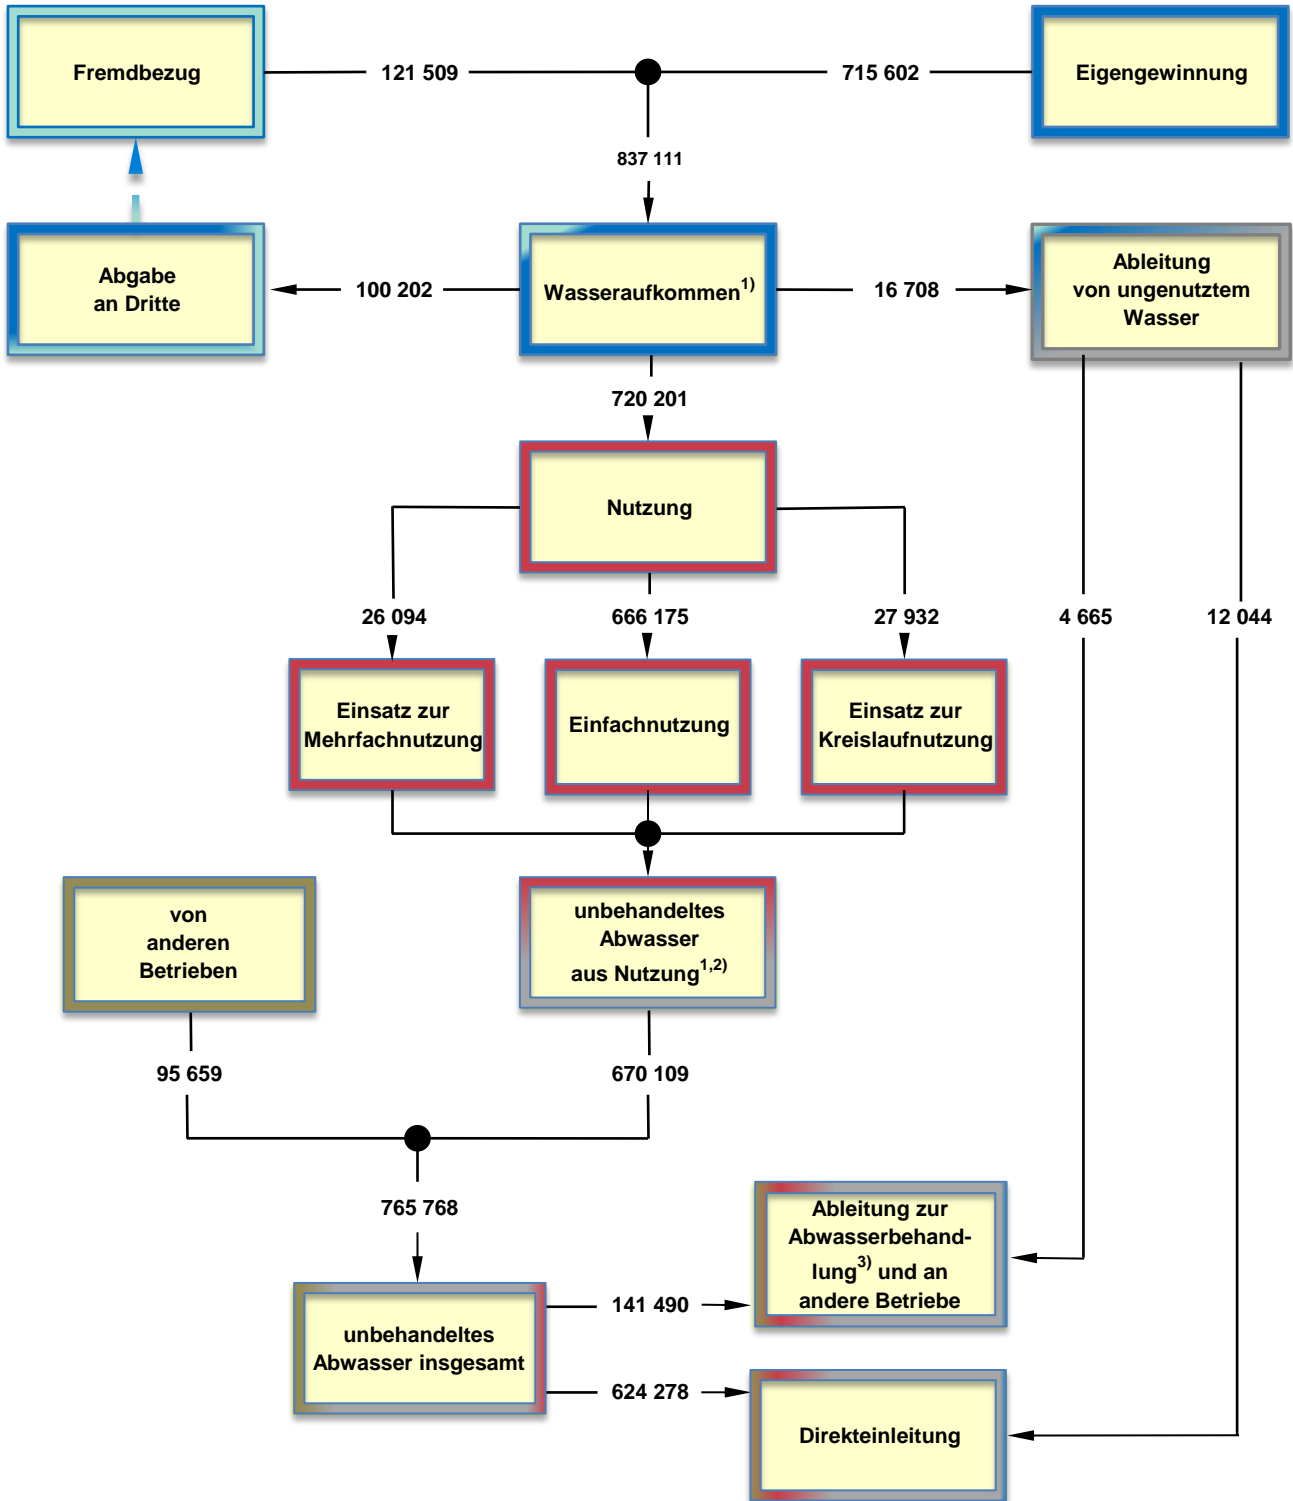 Fremdbezug
121 509
715 602
Eigengewinnung
837 111
Abgabe
an Dritte
100 202
Wasseraufkommen1)
16 708
Ableitung
von ungenutztem
Wasser
720 201
Nutzung
26 094
666 175
27 932
4 665
12 044
Einsatz zur
Mehrfachnutzung
Einfachnutzung
Einsatz zur
Kreislaufnutzung
von
anderen
Betrieben
unbehandeltes
Abwasser
aus Nutzung1,2)
95 659
670 109
765 768
unbehandeltes
Abwasser insgesamt
141 490
624 278
Ableitung zur
Abwasserbehand-
lung3) und an
andere Betriebe
Direkteinleitung